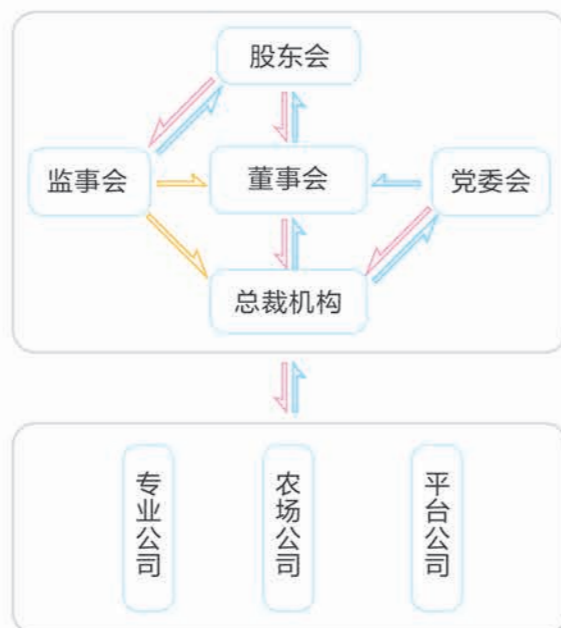 股东会
监事会
董事会
党委会
总裁机构
专业公司
农场公司
平台公司